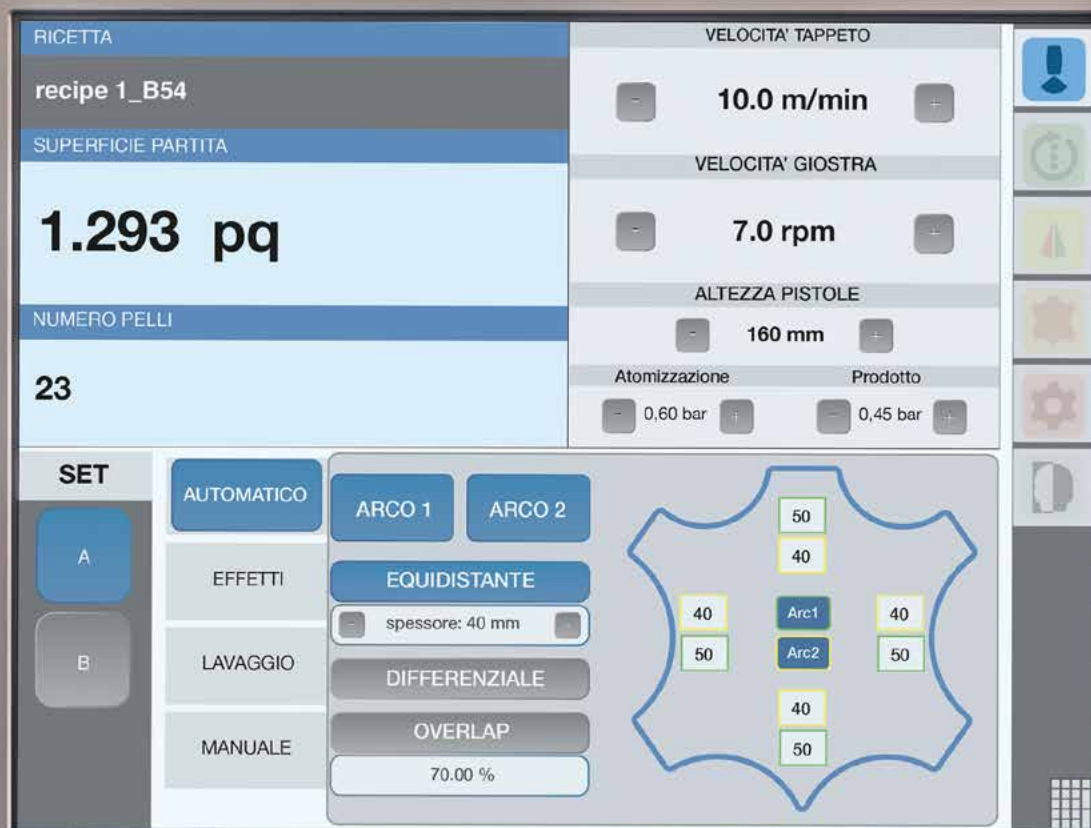 RICETTA
recipe 1_B54
SUPERFICIE PARTITA
1.293 pq
NUMERO PELLI
23
VELOCITA' TAPPETO
- 10.0 m/min +
VELOCITA' GIOSTRA
- 7.0 rpm +
ALTEZZA PISTOLE
- 160 mm +
Atomizzazione Prodotto
- 0,60 bar + - 0,45 bar +
SET
A
B
AUTOMATICO
EFFETTI
LAVAGGIO
MANUALE
ARCO 1 ARCO 2
EQUIDISTANTE
- spessore: 40 mm +
DIFFERENZIALE
OVERLAP
70.00 %
50
40
40 Arc1 40
50 Arc2 50
40
50